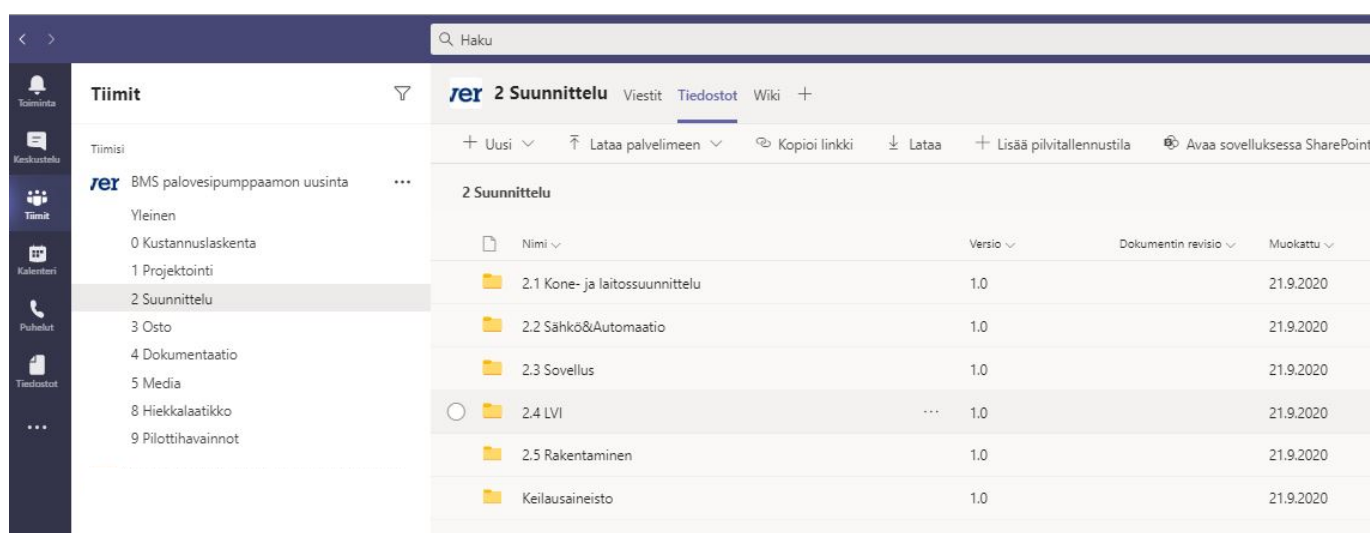 Haku
Toiminta
Keskustelu
Tiimit
Kalenteri
Puhelut
Tiedostot
Tiimit
Tiimisi
BMS palovesipumppaamon uusinta
Yleinen
0 Kustannuslaskenta
1 Projektointi
2 Suunnittelu
3 Osto
4 Dokumentaatio
5 Media
8 Hiekkalaatikko
9 Pilottihavainnot
2 Suunnittelu Viestit Tiedostot Wiki
Uusi Lataa palvelimeen Kopioi linkki Lataa Lisää pilvitallennustila Avaa sovelluksessa SharePoint
2 Suunnittelu
Nimi Versio Dokumentin revisio Muokattu
2.1 Kone- ja laitossuunnittelu 1.0 21.9.2020
2.2 Sähkö&Automaatio 1.0 21.9.2020
2.3 Sovellus 1.0 21.9.2020
2.4 LVI ... 1.0 21.9.2020
2.5 Rakentaminen 1.0 21.9.2020
Keilausaineisto 1.0 21.9.2020